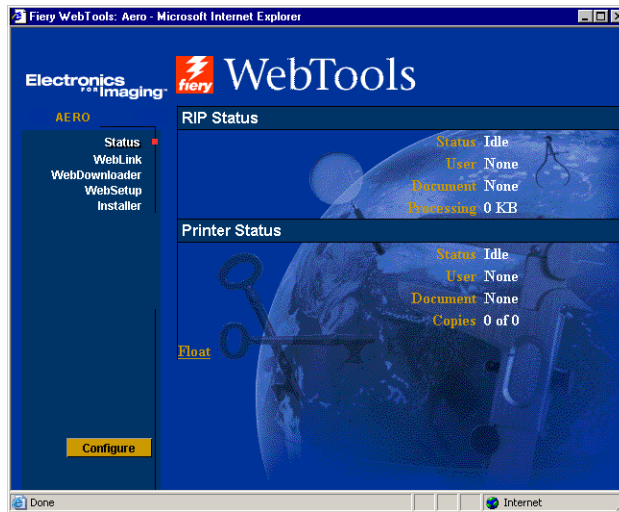 Fiery WebTools: Aero - Microsoft Internet Explorer
Electronics
FOR Imaging™
fiery
WebTools
AERO
Status
WebLink
WebDownloader
WebSetup
Installer
Configure
RIP Status
Status Idle
User None
Document None
Processing 0 KB
Printer Status
Status Idle
User None
Document None
Copies 0 of 0
Float
Done
Internet